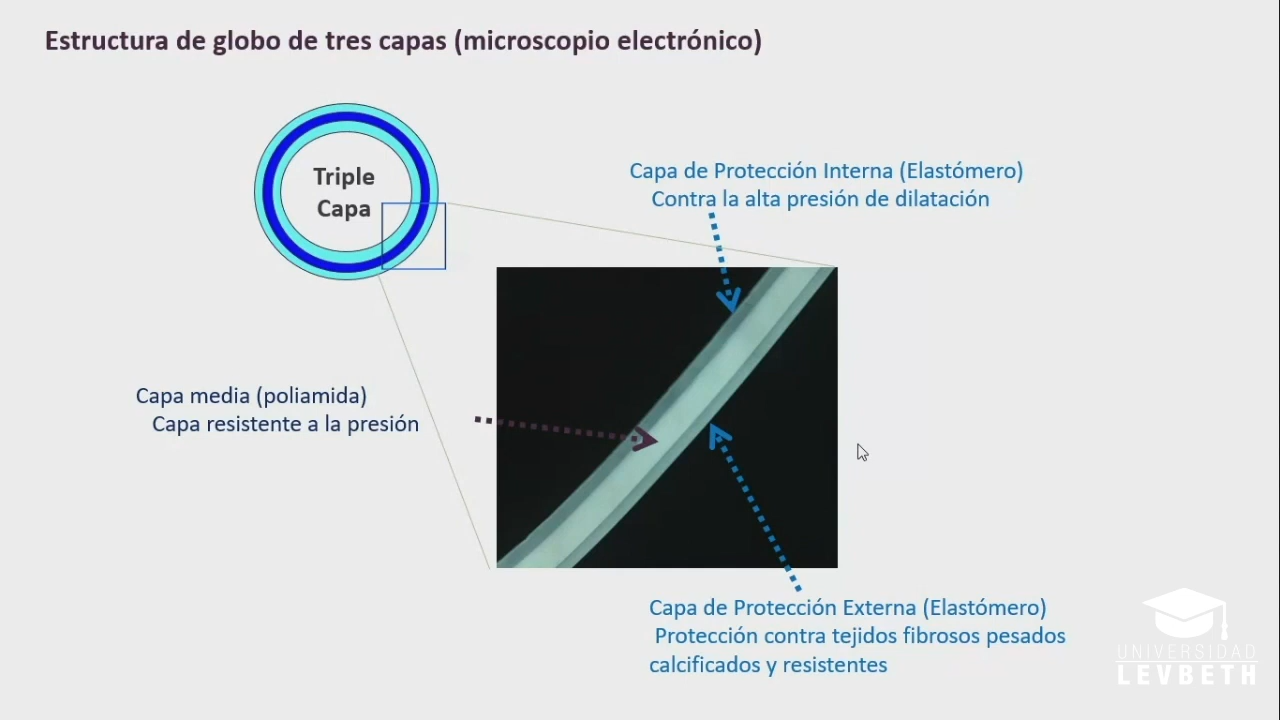 Estructura de globo de tres capas (microscopio electrónico)
Triple
Capa
Capa de Protección Interna (Elastómero)
Contra la alta presión de dilatación
Capa media (poliamida)
Capa resistente a la presión
Capa de Protección Externa (Elastómero)
Protección contra tejidos fibrosos pesados
calcificados y resistentes
UNIVERSIDAD
LEVBETH